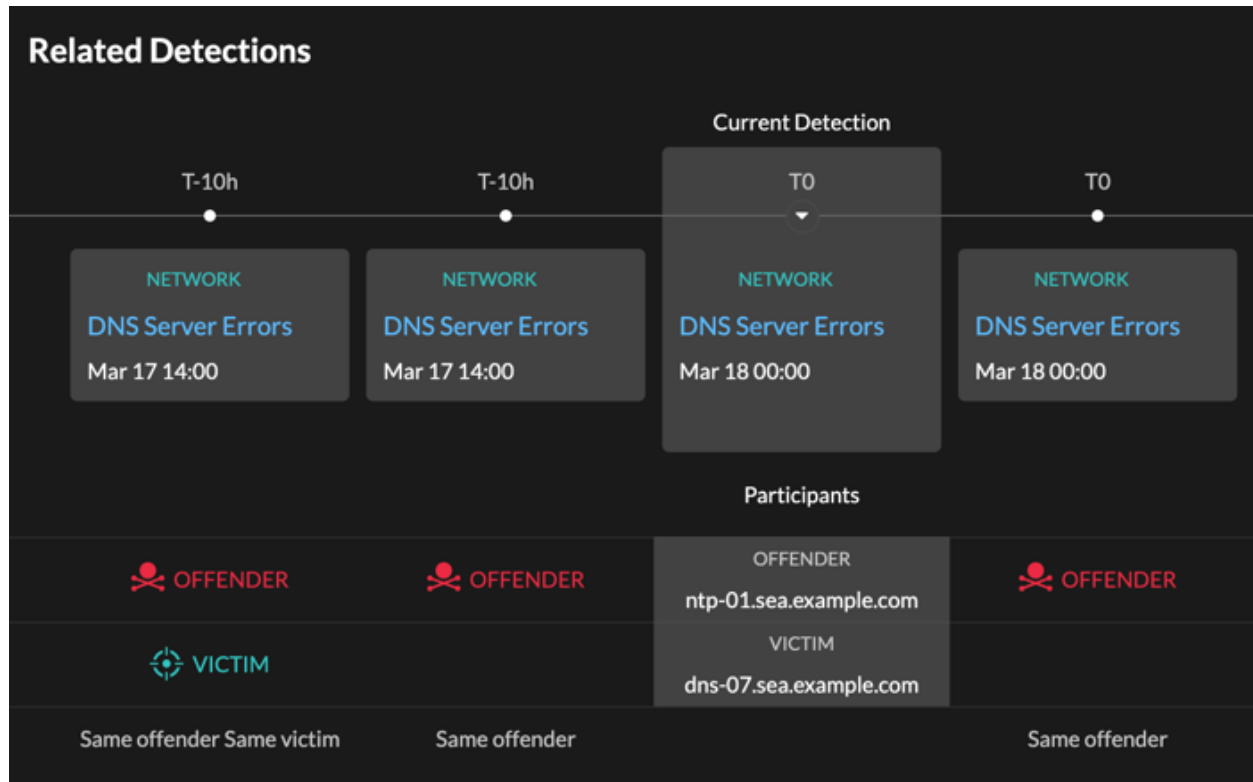 Related Detections
Current Detection
T-10h T-10h T0 T0
NETWORK NETWORK NETWORK NETWORK
DNS Server Errors DNS Server Errors DNS Server Errors DNS Server Errors
Mar 17 14:00 Mar 17 14:00 Mar 18 00:00 Mar 18 00:00
Participants
OFFENDER
OFFENDER OFFENDER OFFENDER
ntp-01.sea.example.com
VICTIM
VICTIM
dns-07.sea.example.com
Same offender Same victim Same offender Same offender